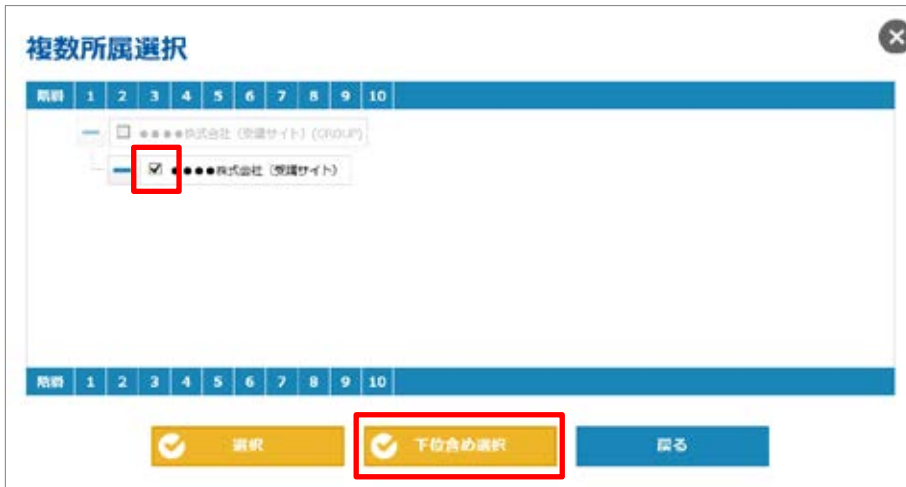 複数所属選択
階層 1 2 3 4 5 6 7 8 9 10
●●●●株式会社（受講サイト）(GROUP)
●●●●株式会社（受講サイト）
階層 1 2 3 4 5 6 7 8 9 10
選択 下位含め選択 戻る